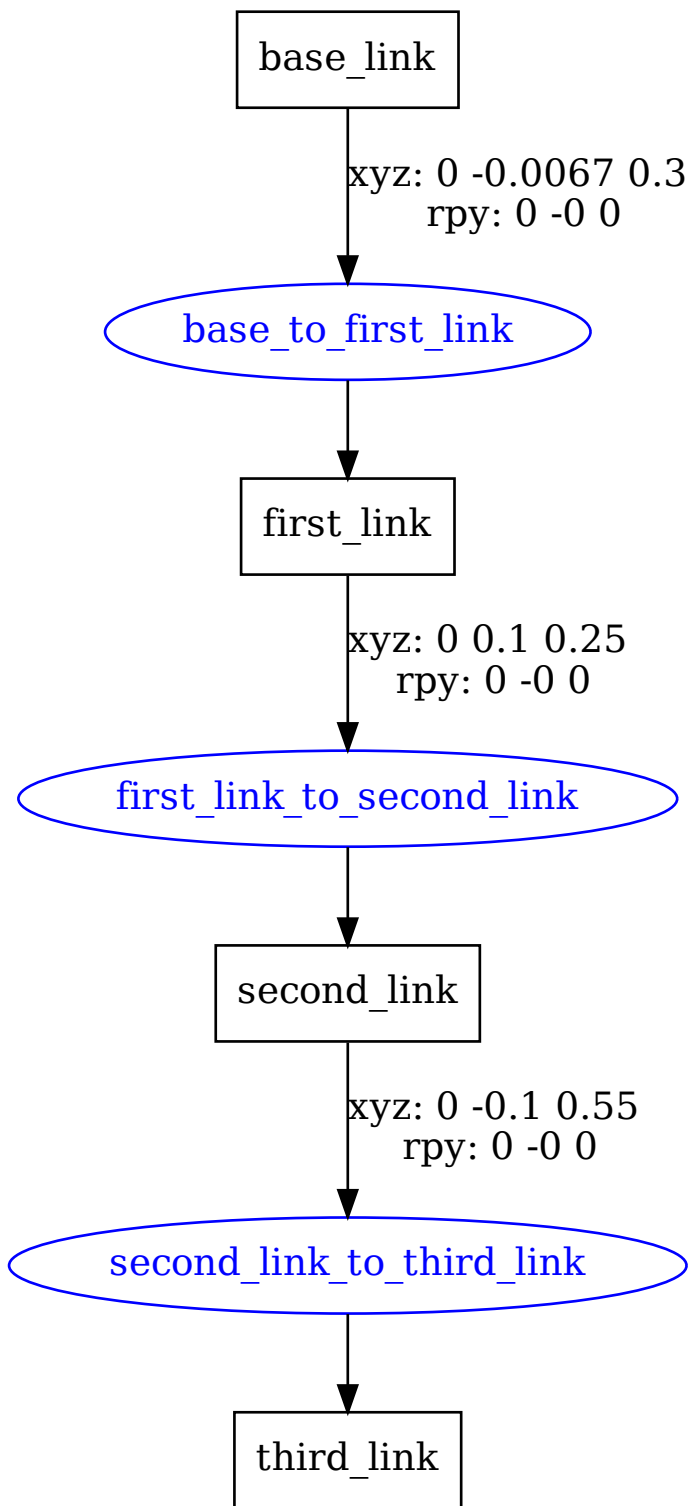 base_link
xyz: 0 -0.0067 0.3
rpy: 0 -0 0
base_to_first_link
first_link
xyz: 0 0.1 0.25
rpy: 0 -0 0
first_link_to_second_link
second_link
xyz: 0 -0.1 0.55
rpy: 0 -0 0
second_link_to_third_link
third_link